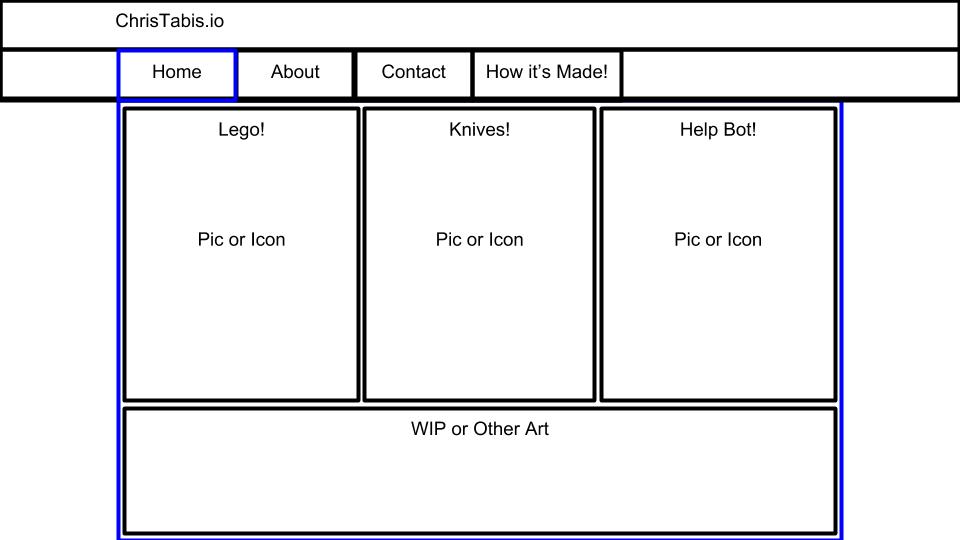 ChrisTabis.io
Home
About
Contact
How it’s Made!
Lego!
Knives!
Help Bot!
Pic or Icon
Pic or Icon
Pic or Icon
WIP or Other Art